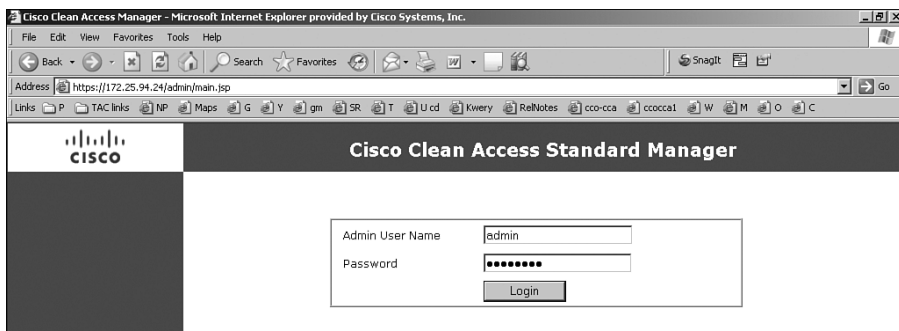 Cisco Clean Access Manager - Microsoft Internet Explorer provided by Cisco Systems, Inc.
File Edit View Favorites Tools Help
Back Search Favorites W SnagIt
Address https://172.25.94.24/admin/main.jsp Go
Links P TAC links NP Maps G Y gm SR T U cd Kwery RelNotes cco-cca ccocca1 W M O C
CISCO Cisco Clean Access Standard Manager
Admin User Name admin
Password ••••••••
Login